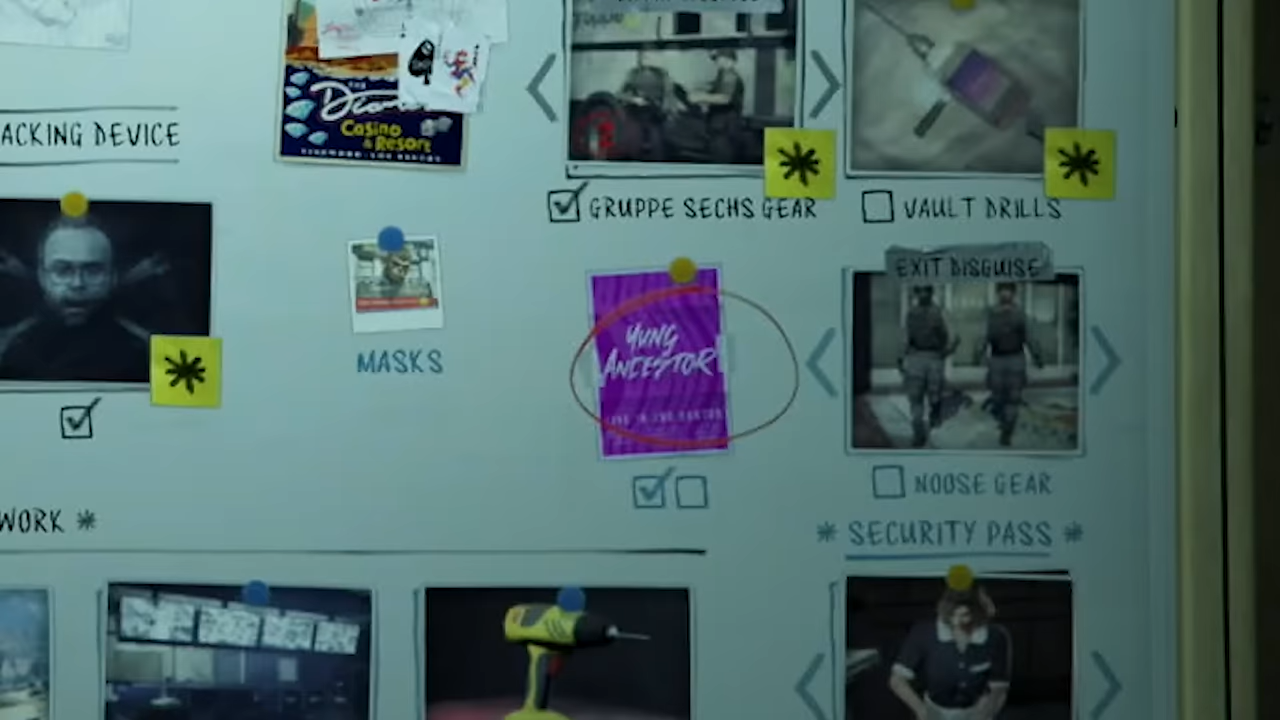 ACKING DEVICE
THE
Casino
& Resort
GRUPPE SECHS GEAR
VAULT DRILLS
EXIT DISGUISE
MASKS
YUNG
ANCESTOR
NOOSE GEAR
WORK *
* SECURITY PASS *